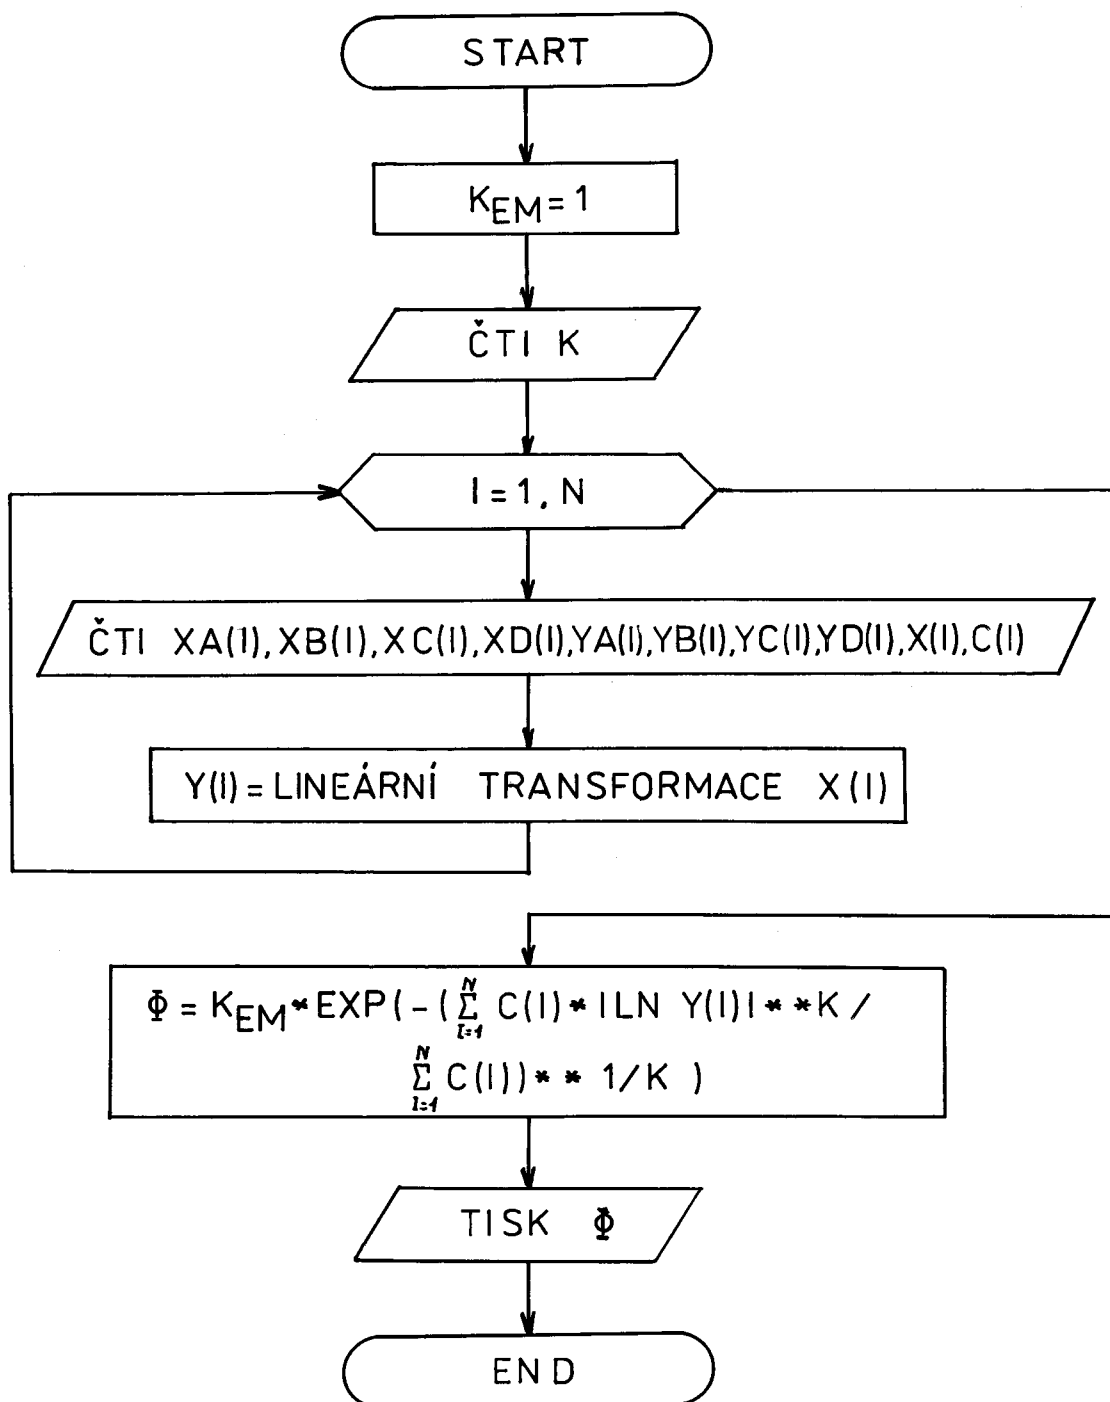 START
K_EM = 1
ČTI K
I = 1, N
ČTI XA(I), XB(I), XC(I), XD(I), YA(I), YB(I), YC(I), YD(I), X(I), C(I)
Y(I) = LINEÁRNÍ TRANSFORMACE X(I)
Φ = K_EM * EXP(-(Σ_{I=1}^{N} C(I) * |LN Y(I)| * *K /
Σ_{I=1}^{N} C(I)) * * 1/K )
TISK Φ
END